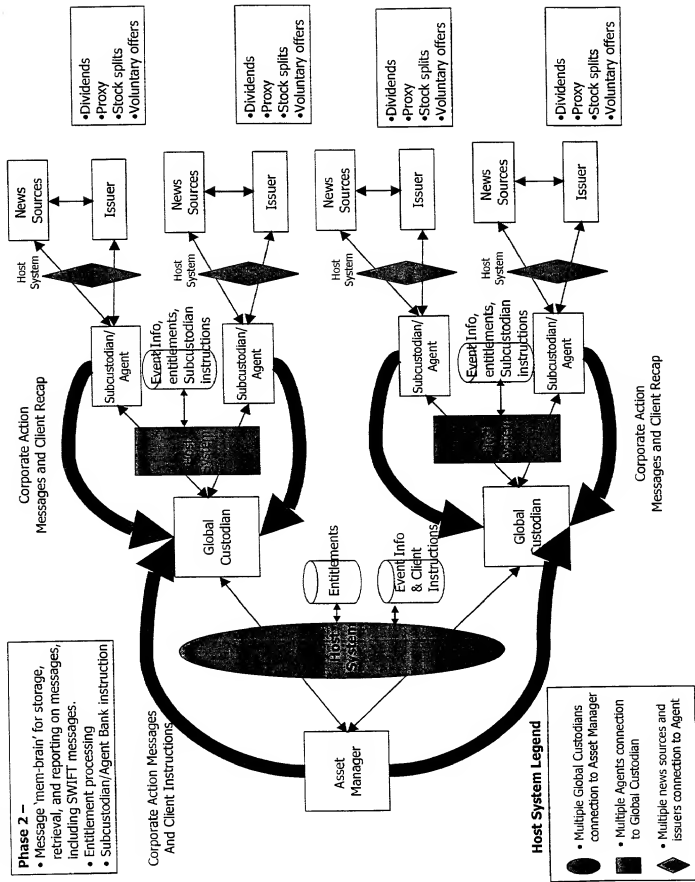 Phase 2 –
• Message 'mem-brain' for storage,
retrieval, and reporting on messages,
including SWIFT messages.
• Entitlement processing
• Subcustodian/Agent Bank instruction
Corporate Action Messages
And Client Instructions
Asset
Manager
Host
System
Entitlements
Event Info
& Client
Instructions
Corporate Action
Messages and Client Recap
Global
Custodian
Subcustodian/
Agent
Event Info,
entitlements,
Subcustodian
instructions
Subcustodian/
Agent
Host
System
News
Sources
Issuer
•Dividends
•Proxy
•Stock splits
•Voluntary offers
Host
System
News
Sources
Issuer
•Dividends
•Proxy
•Stock splits
•Voluntary offers
Global
Custodian
Subcustodian/
Agent
Event Info,
entitlements,
Subcustodian
instructions
Subcustodian/
Agent
Host
System
News
Sources
Issuer
•Dividends
•Proxy
•Stock splits
•Voluntary offers
Host
System
News
Sources
Issuer
•Dividends
•Proxy
•Stock splits
•Voluntary offers
Corporate Action
Messages and Client Recap
Host System Legend
• Multiple Global Custodians
connection to Asset Manager
• Multiple Agents connection
to Global Custodian
• Multiple news sources and
issuers connection to Agent